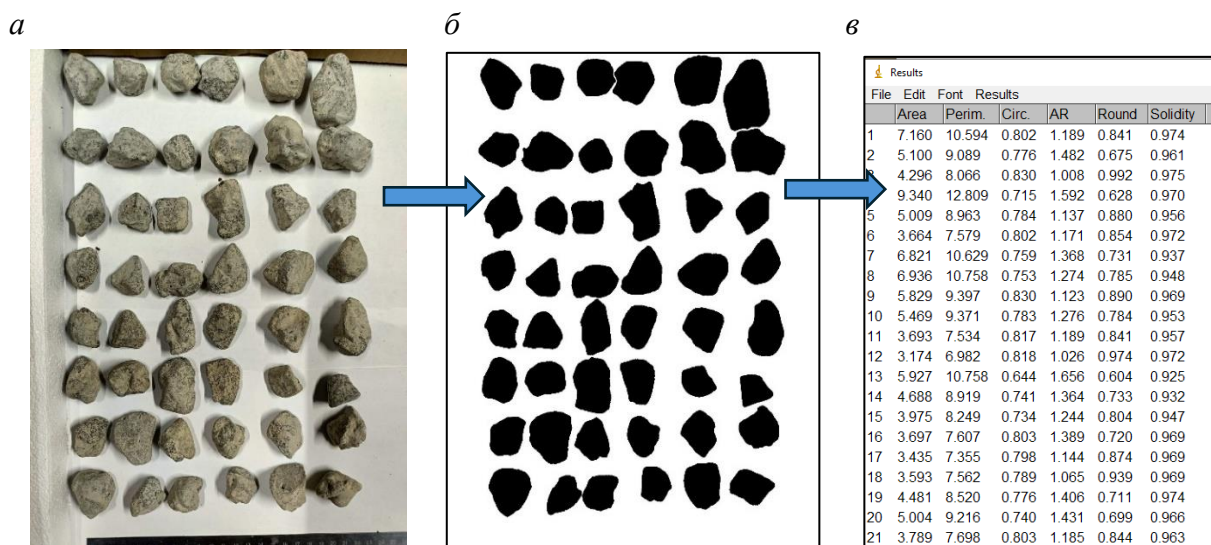 а
б
в
Results
File Edit Font Results
Area Perim. Circ. AR Round Solidity
1 7.160 10.594 0.802 1.189 0.841 0.974
2 5.100 9.089 0.776 1.482 0.675 0.961
3 4.296 8.066 0.830 1.008 0.992 0.975
9.340 12.809 0.715 1.592 0.628 0.970
5 5.009 8.963 0.784 1.137 0.880 0.956
6 3.664 7.579 0.802 1.171 0.854 0.972
7 6.821 10.629 0.759 1.368 0.731 0.937
8 6.936 10.758 0.753 1.274 0.785 0.948
9 5.829 9.397 0.830 1.123 0.890 0.969
10 5.469 9.371 0.783 1.276 0.784 0.953
11 3.693 7.534 0.817 1.189 0.841 0.957
12 3.174 6.982 0.818 1.026 0.974 0.972
13 5.927 10.758 0.644 1.656 0.604 0.925
14 4.688 8.919 0.741 1.364 0.733 0.932
15 3.975 8.249 0.734 1.244 0.804 0.947
16 3.697 7.607 0.803 1.389 0.720 0.969
17 3.435 7.355 0.798 1.144 0.874 0.969
18 3.593 7.562 0.789 1.065 0.939 0.969
19 4.481 8.520 0.776 1.406 0.711 0.974
20 5.004 9.216 0.740 1.431 0.699 0.966
21 3.789 7.698 0.803 1.185 0.844 0.963